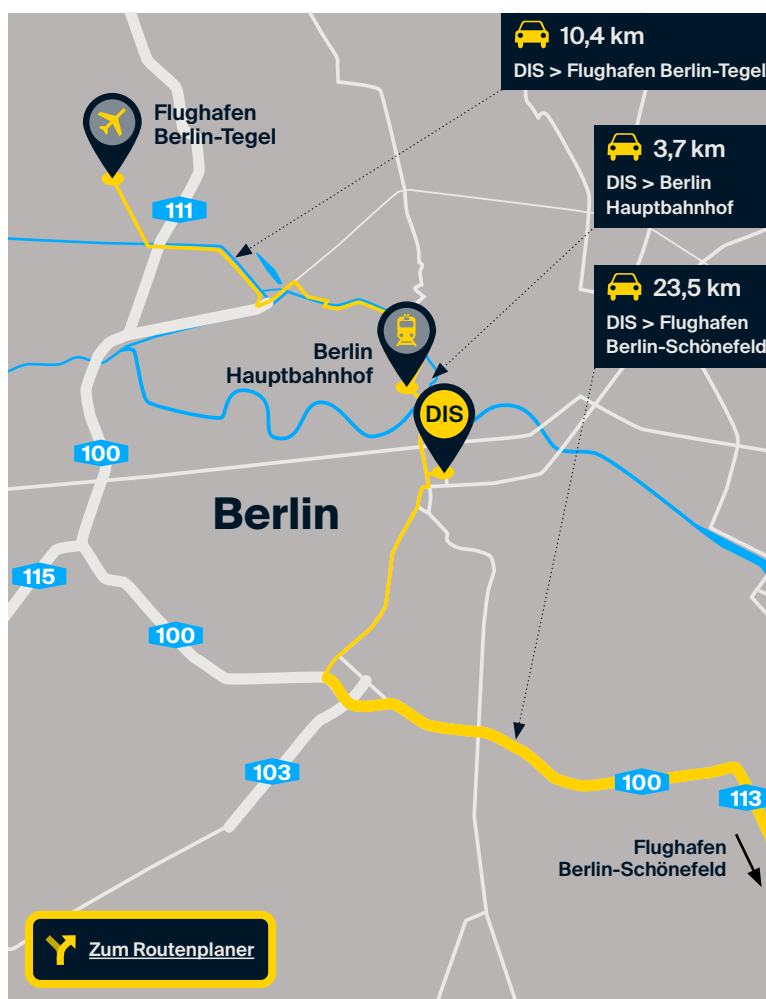 10,4 km
DIS > Flughafen Berlin-Tegel
Flughafen
Berlin-Tegel
3,7 km
DIS > Berlin
Hauptbahnhof
111
23,5 km
DIS > Flughafen
Berlin-Schönefeld
Berlin
Hauptbahnhof
DIS
100
Berlin
115
100
103
100
113
Flughafen
Berlin-Schönefeld
Zum Routenplaner